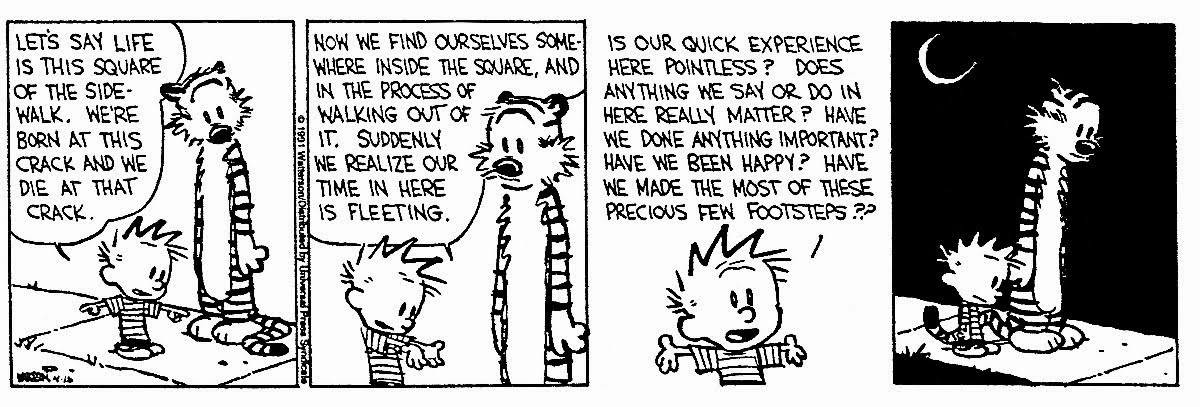 LET'S SAY LIFE
IS THIS SQUARE
OF THE SIDE-
WALK. WE'RE
BORN AT THIS
CRACK AND WE
DIE AT THAT
CRACK.
© 1991 Watterson/Distributed by Universal Press Syndicate
NOW WE FIND OURSELVES SOME-
WHERE INSIDE THE SQUARE, AND
IN THE PROCESS OF
WALKING OUT OF
IT. SUDDENLY
WE REALIZE OUR
TIME IN HERE
IS FLEETING.
IS OUR QUICK EXPERIENCE
HERE POINTLESS? DOES
ANYTHING WE SAY OR DO IN
HERE REALLY MATTER? HAVE
WE DONE ANYTHING IMPORTANT?
HAVE WE BEEN HAPPY? HAVE
WE MADE THE MOST OF THESE
PRECIOUS FEW FOOTSTEPS??